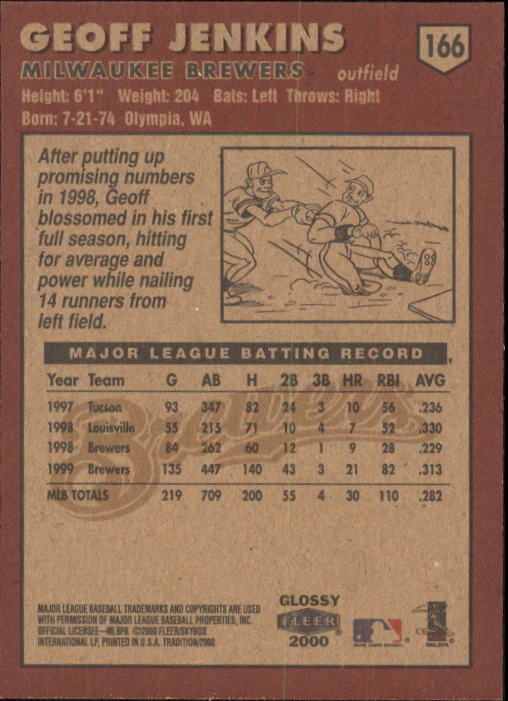 GEOFF JENKINS
166
MILWAUKEE BREWERS outfield
Height: 6'1" Weight: 204 Bats: Left Throws: Right
Born: 7-21-74 Olympia, WA
After putting up
promising numbers
in 1998, Geoff
blossomed in his first
full season, hitting
for average and
power while nailing
14 runners from
left field.
MAJOR LEAGUE BATTING RECORD
Year Team G AB H 2B 3B HR RBI AVG
1997 Tucson 93 347 82 24 3 10 56 .236
1998 Louisville 55 215 71 10 4 7 52 .330
1998 Brewers 84 262 60 12 1 9 28 .229
1999 Brewers 135 447 140 43 3 21 82 .313
MLB TOTALS 219 709 200 55 4 30 110 .282
Brewers
MAJOR LEAGUE BASEBALL TRADEMARKS AND COPYRIGHTS ARE USED
WITH PERMISSION OF MAJOR LEAGUE BASEBALL PROPERTIES, INC.
OFFICIAL LICENSEE—MLBPA ©2000 FLEER/SKYBOX
INTERNATIONAL LP, PRINTED IN U.S.A. TRADITION/2000
GLOSSY
FLEER
2000